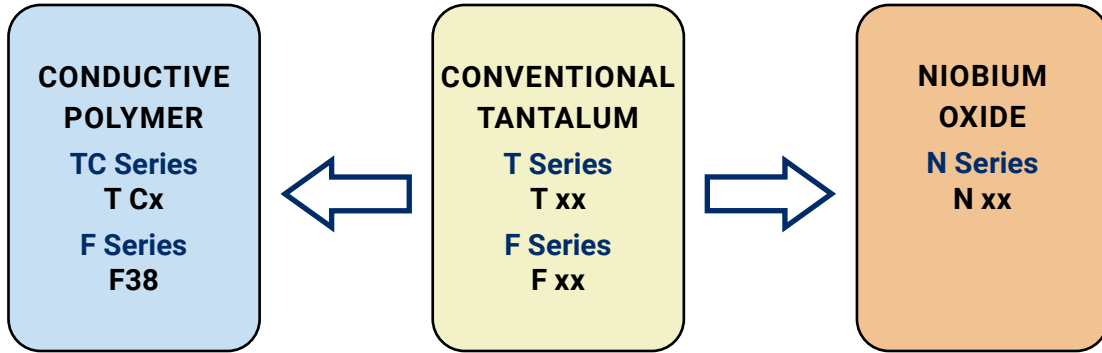 CONDUCTIVE
POLYMER
TC Series
T Cx
F Series
F38
CONVENTIONAL
TANTALUM
T Series
T xx
F Series
F xx
NIOBIUM
OXIDE
N Series
N xx